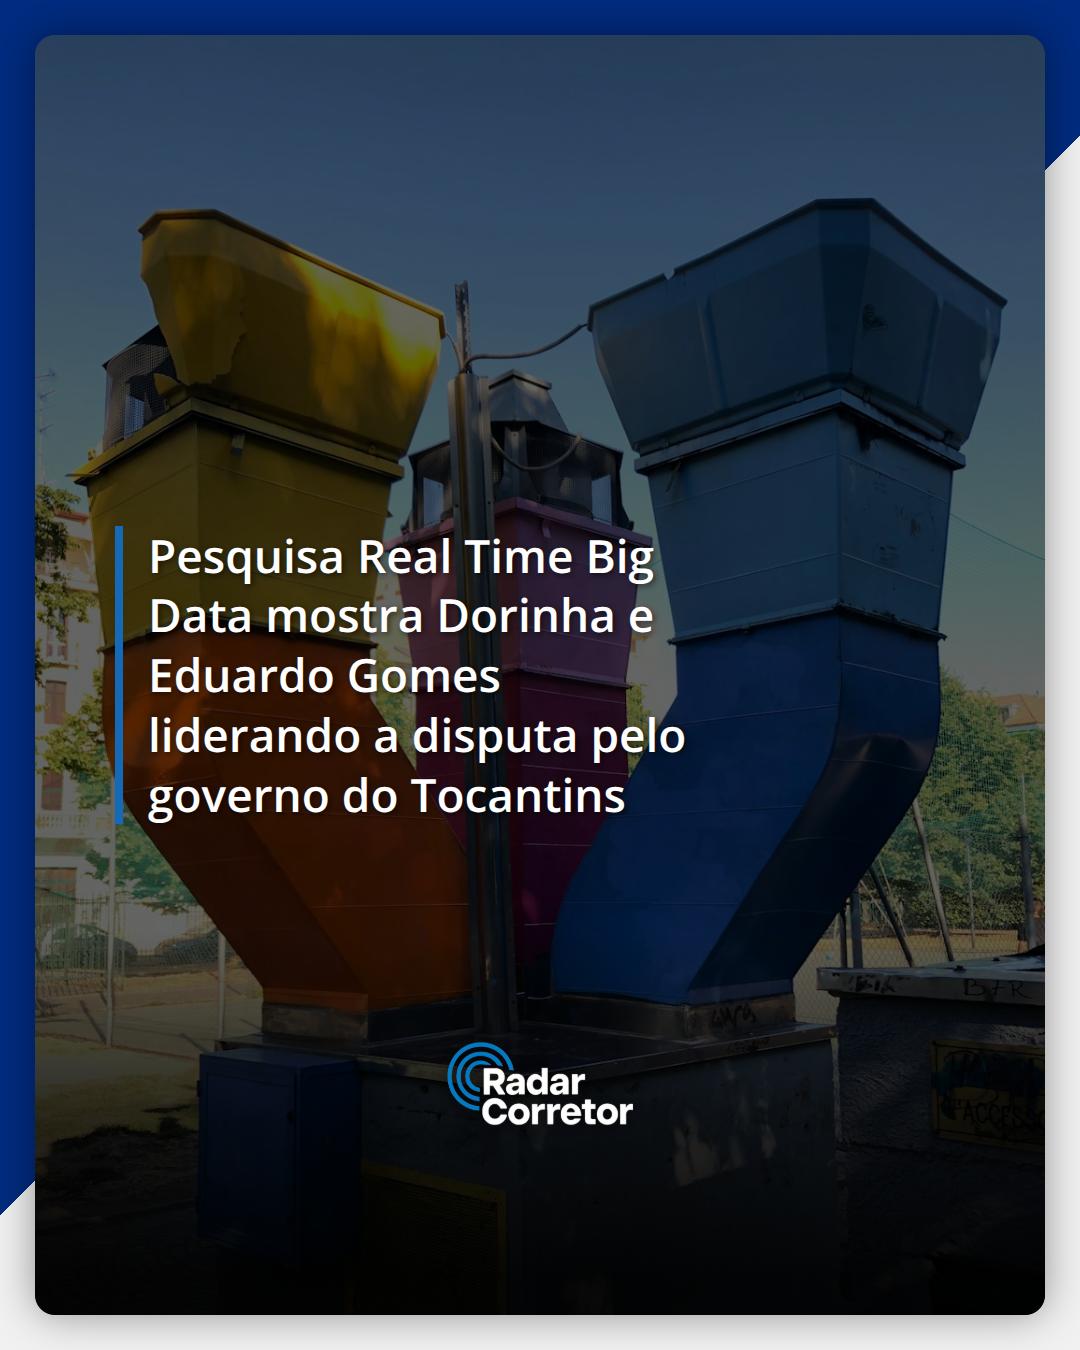 Pesquisa Real Time Big
Data mostra Dorinha e
Eduardo Gomes
liderando a disputa pelo
governo do Tocantins
Radar
Corretor